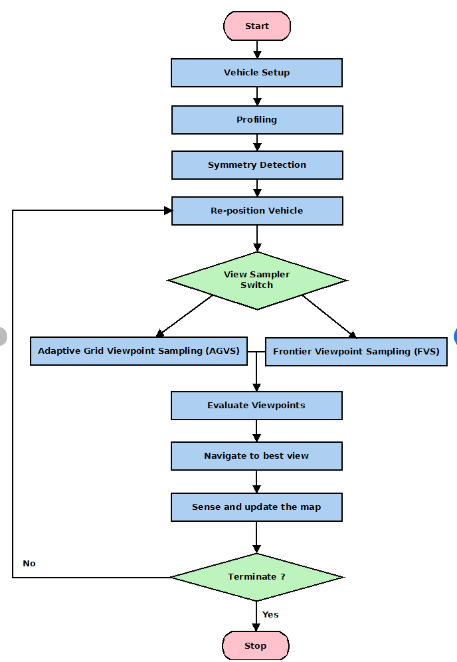 Start
Vehicle Setup
Profiling
Symmetry Detection
Re-position Vehicle
View Sampler
Switch
Adaptive Grid Viewpoint Sampling (AGVS)
Frontier Viewpoint Sampling (FVS)
Evaluate Viewpoints
Navigate to best view
Sense and update the map
No
Terminate ?
Yes
Stop